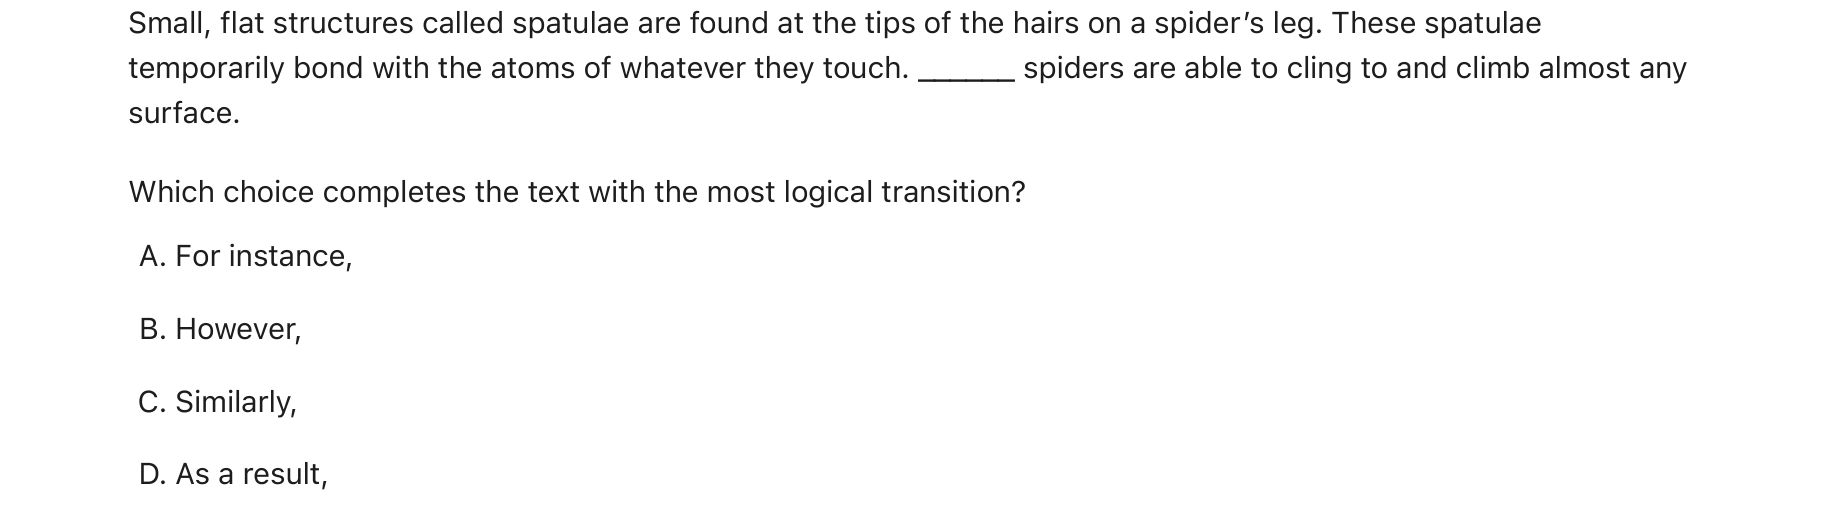 Small, flat structures called spatulae are found at the tips of the hairs on a spider’s leg. These spatulae
temporarily bond with the atoms of whatever they touch. ______ spiders are able to cling to and climb almost any
surface.
Which choice completes the text with the most logical transition?
A. For instance,
B. However,
C. Similarly,
D. As a result,